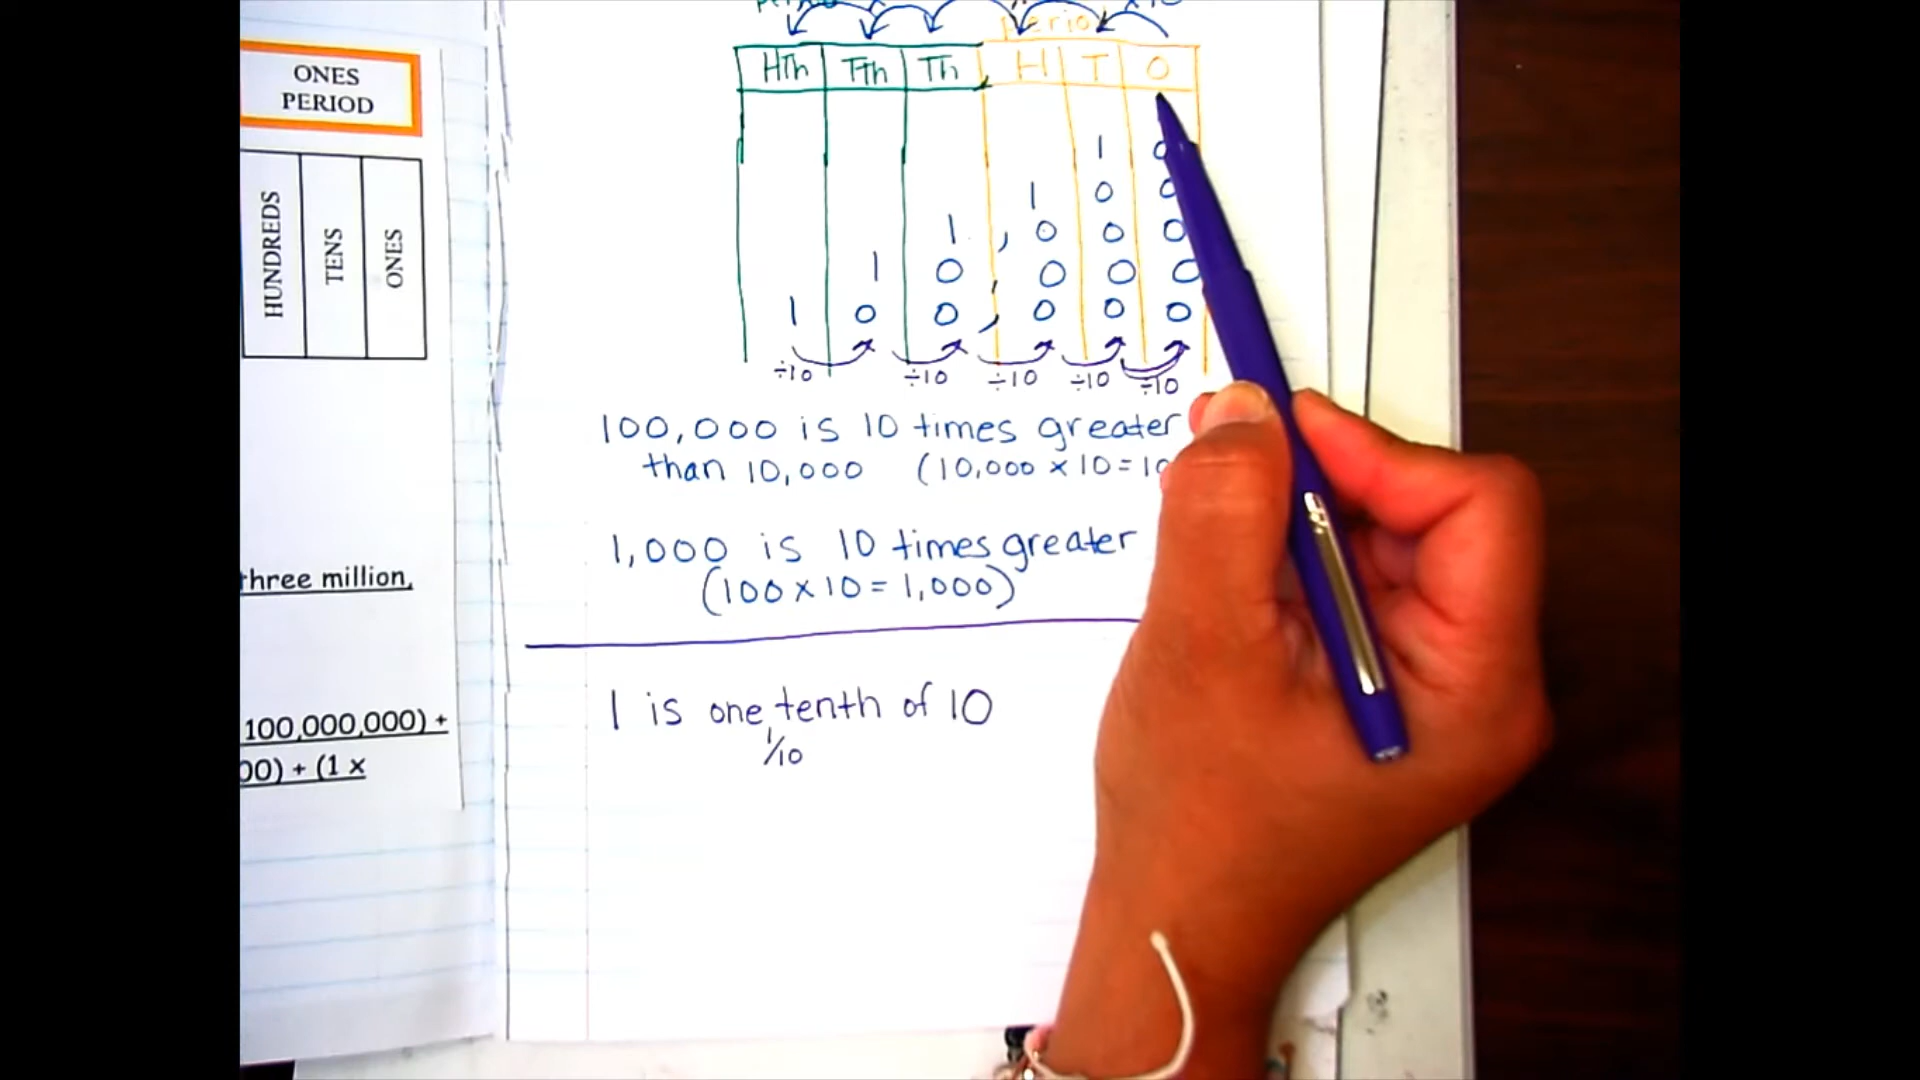 ONES
PERIOD
HUNDREDS
TENS
ONES
three million,
100,000,000) +
00) + (1 x
HTh TTh Th H T O
1 0
1 0 0
1 , 0 0 0
1 0 , 0 0 0
1 0 0 , 0 0 0
÷10 ÷10 ÷10 ÷10 ÷10
100,000 is 10 times greater
than 10,000 (10,000 x 10 = 10
1,000 is 10 times greater
(100 x 10 = 1,000)
1 is one tenth of 10
1/10